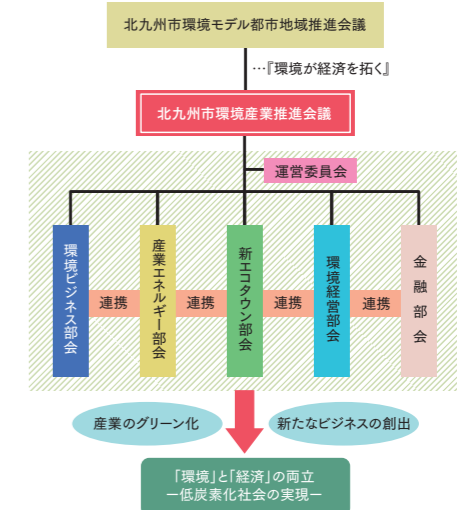 北九州市環境モデル都市地域推進会議
…『環境が経済を拓く』
北九州市環境産業推進会議
運営委員会
環境ビジネス部会
連携
産業エネルギー部会
連携
新エコタウン部会
連携
環境経営部会
連携
金融部会
産業のグリーン化
新たなビジネスの創出
「環境」と「経済」の両立
ー低炭素化社会の実現ー